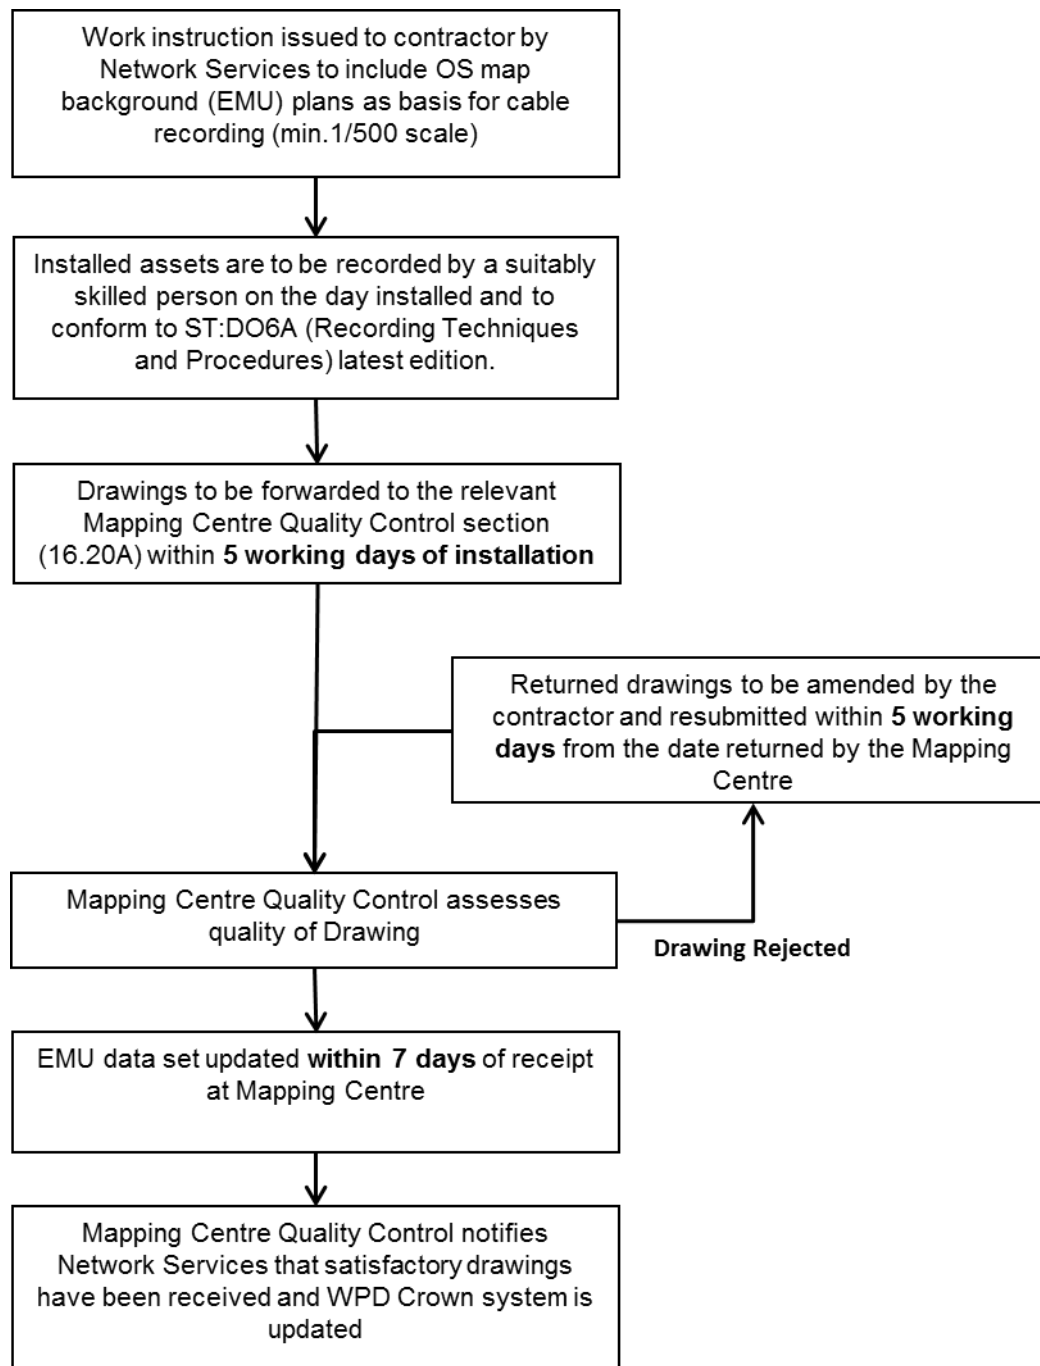 Work instruction issued to contractor by
Network Services to include OS map
background (EMU) plans as basis for cable
recording (min.1/500 scale)
Installed assets are to be recorded by a suitably
skilled person on the day installed and to
conform to ST:DO6A (Recording Techniques
and Procedures) latest edition.
Drawings to be forwarded to the relevant
Mapping Centre Quality Control section
(16.20A) within 5 working days of installation
Returned drawings to be amended by the
contractor and resubmitted within 5 working
days from the date returned by the Mapping
Centre
Mapping Centre Quality Control assesses
quality of Drawing
Drawing Rejected
EMU data set updated within 7 days of receipt
at Mapping Centre
Mapping Centre Quality Control notifies
Network Services that satisfactory drawings
have been received and WPD Crown system is
updated